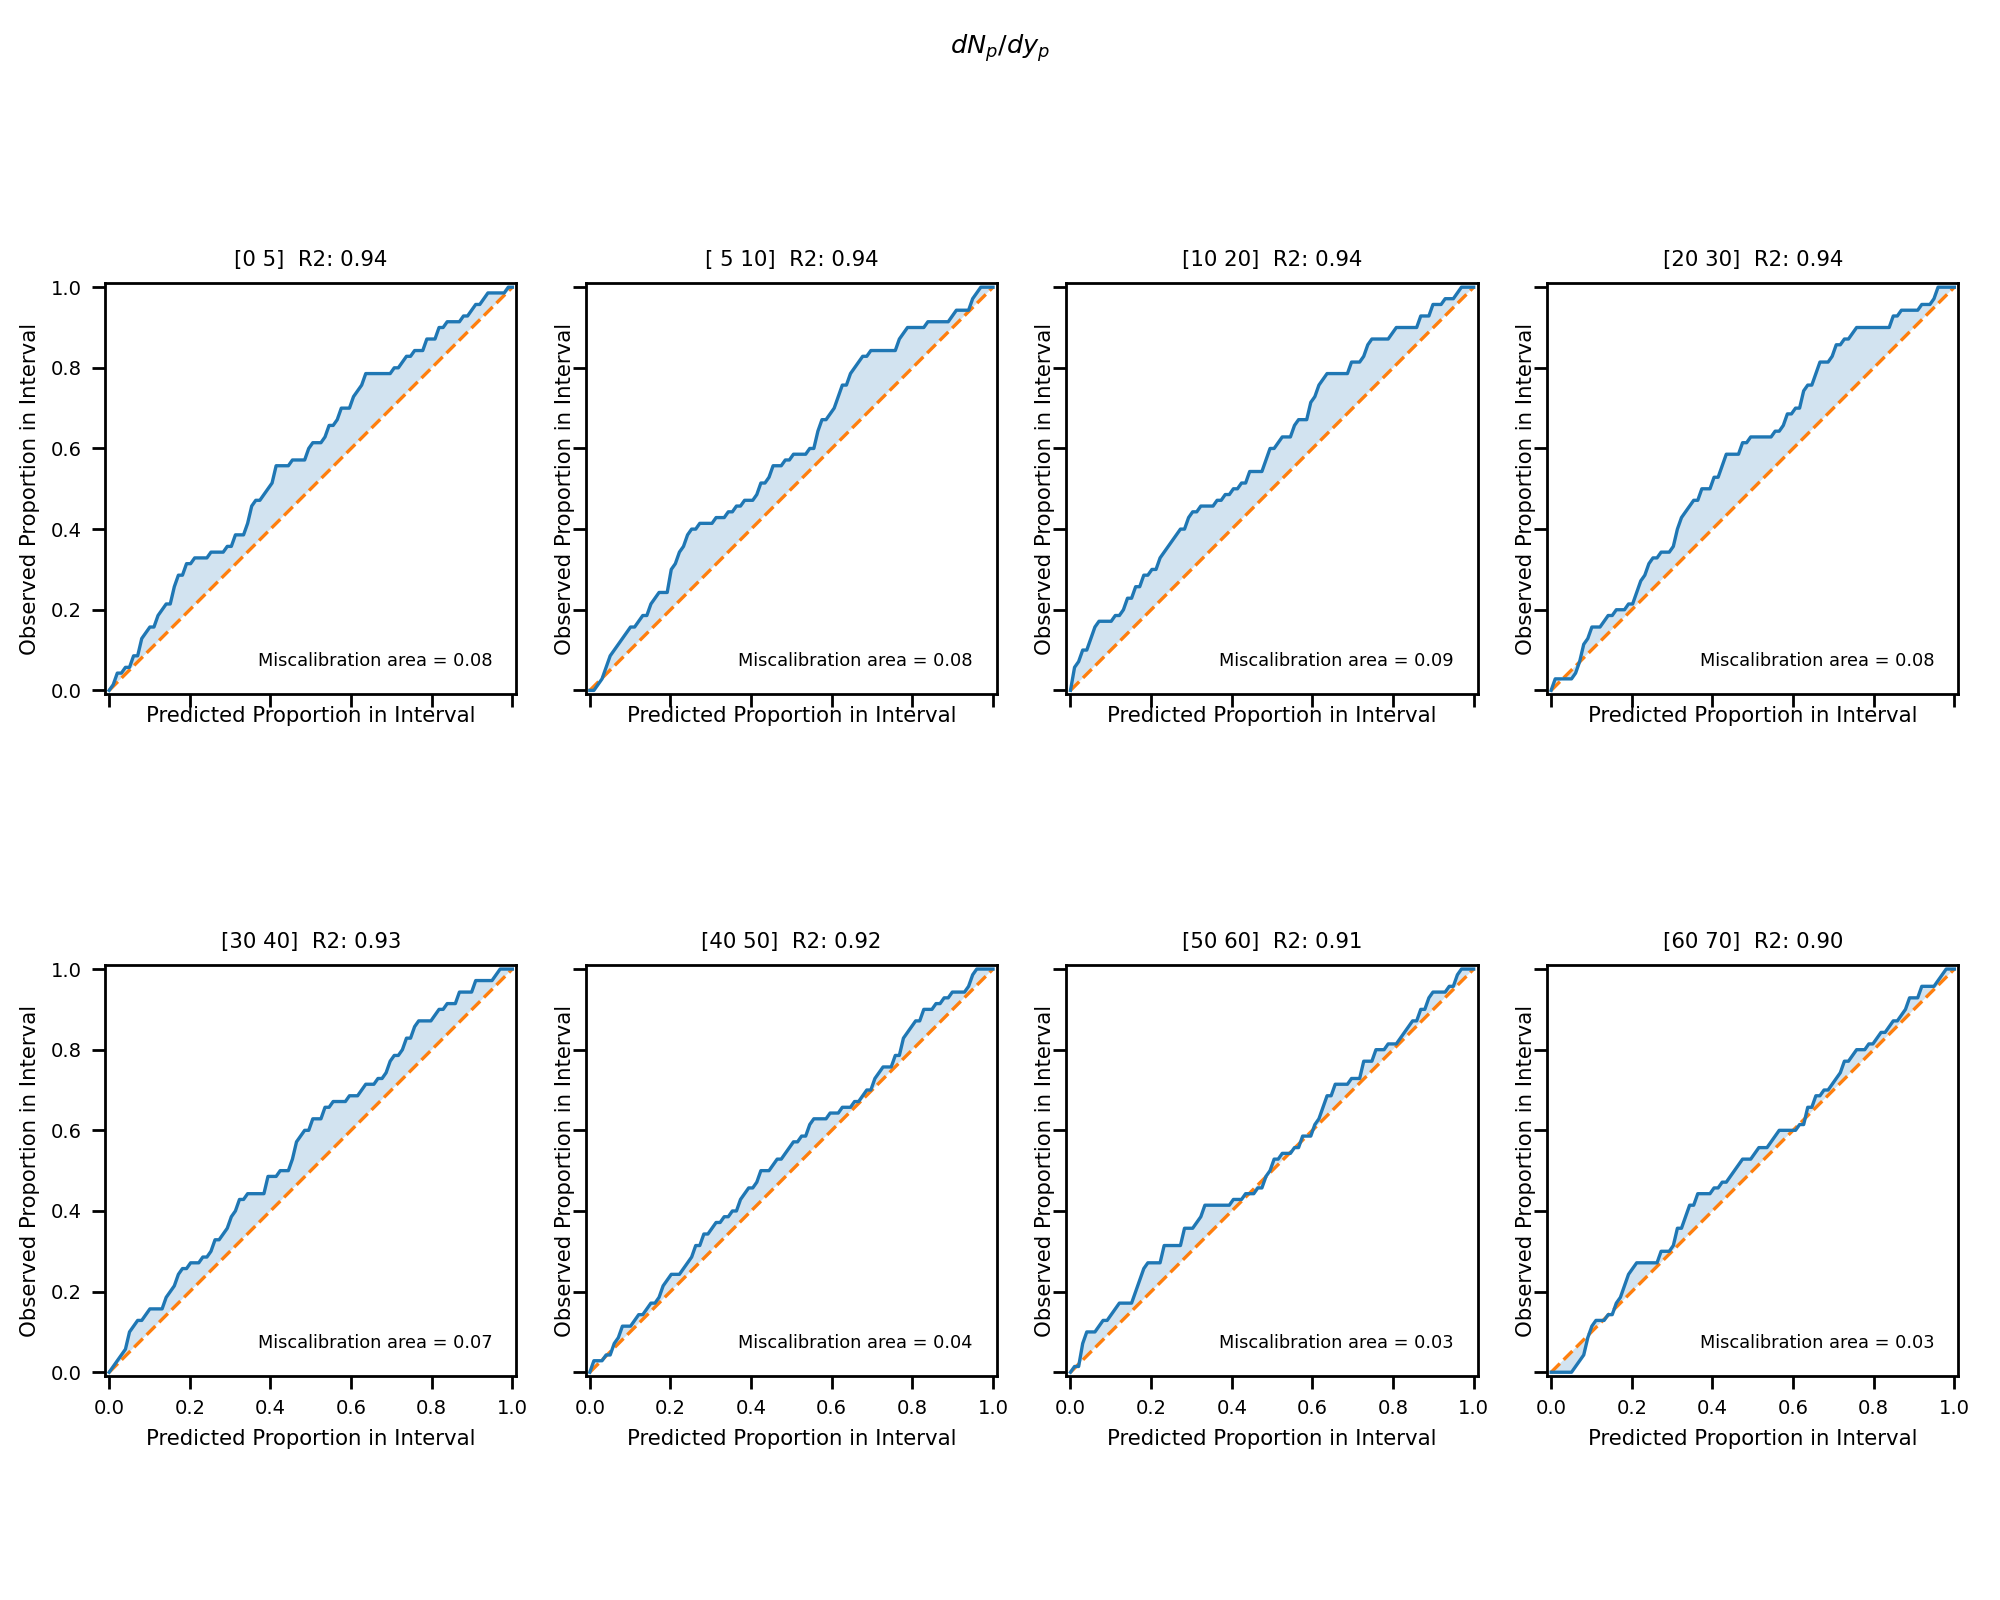 dNp/dyp
[0 5]  R2: 0.94
[ 5 10]  R2: 0.94
[10 20]  R2: 0.94
[20 30]  R2: 0.94
Observed Proportion in Interval
1.0
0.8
0.6
0.4
0.2
0.0
Miscalibration area = 0.08
Predicted Proportion in Interval
Observed Proportion in Interval
Miscalibration area = 0.08
Predicted Proportion in Interval
Observed Proportion in Interval
Miscalibration area = 0.09
Predicted Proportion in Interval
Observed Proportion in Interval
Miscalibration area = 0.08
Predicted Proportion in Interval
[30 40]  R2: 0.93
[40 50]  R2: 0.92
[50 60]  R2: 0.91
[60 70]  R2: 0.90
Observed Proportion in Interval
1.0
0.8
0.6
0.4
0.2
0.0
Miscalibration area = 0.07
0.0 0.2 0.4 0.6 0.8 1.0
Predicted Proportion in Interval
Observed Proportion in Interval
Miscalibration area = 0.04
0.0 0.2 0.4 0.6 0.8 1.0
Predicted Proportion in Interval
Observed Proportion in Interval
Miscalibration area = 0.03
0.0 0.2 0.4 0.6 0.8 1.0
Predicted Proportion in Interval
Observed Proportion in Interval
Miscalibration area = 0.03
0.0 0.2 0.4 0.6 0.8 1.0
Predicted Proportion in Interval